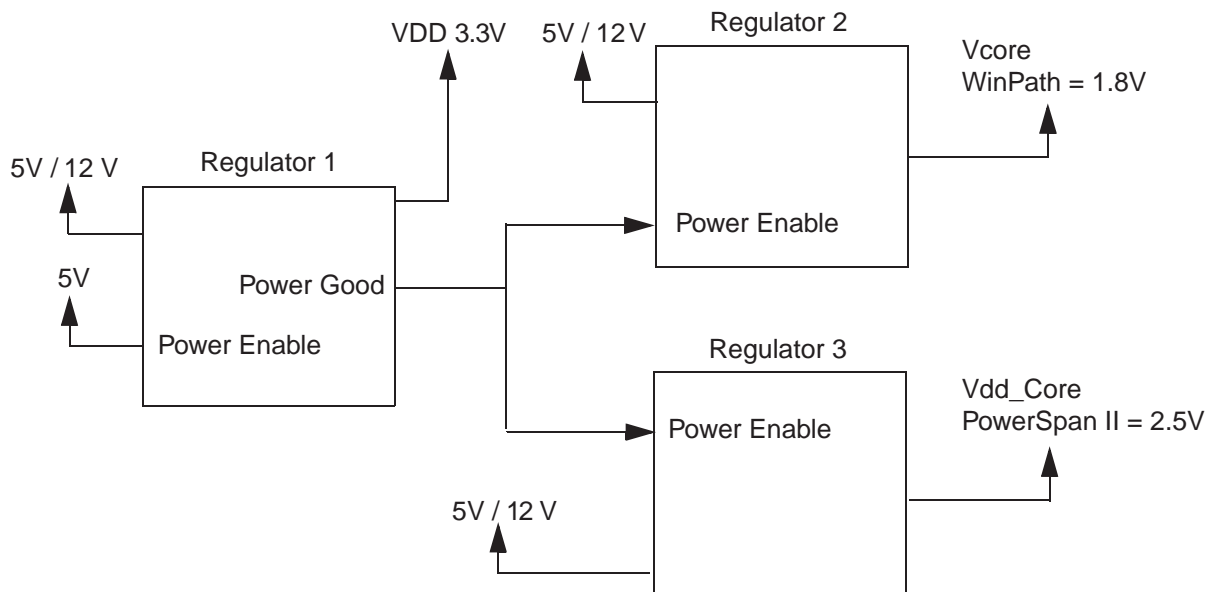 VDD 3.3V
5V / 12 V
Regulator 2
Vcore
WinPath = 1.8V
Power Enable
5V / 12 V
Regulator 1
5V
Power Good
Power Enable
Regulator 3
Power Enable
5V / 12 V
Vdd_Core
PowerSpan II = 2.5V